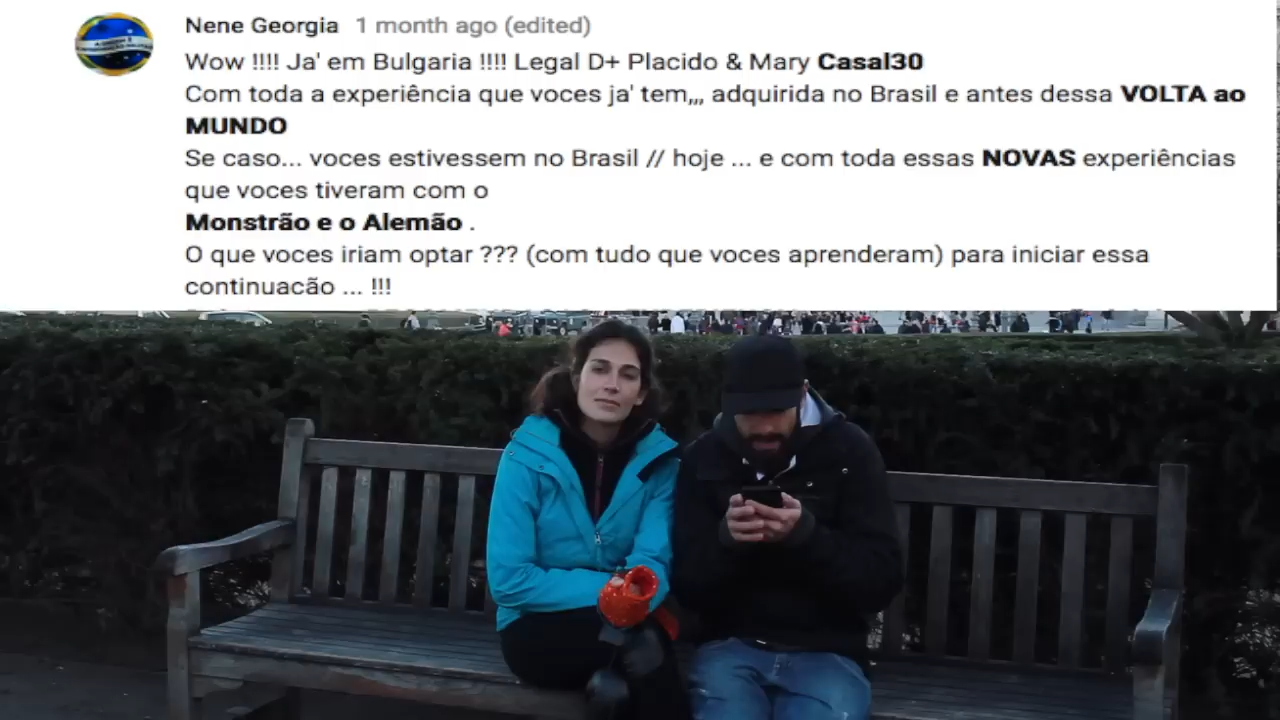 Nene Georgia 1 month ago (edited)
Wow !!!! Ja' em Bulgaria !!!! Legal D+ Placido & Mary Casal30
Com toda a experiência que voces ja' tem,,, adquirida no Brasil e antes dessa VOLTA ao
MUNDO
Se caso... voces estivessem no Brasil // hoje ... e com toda essas NOVAS experiências
que voces tiveram com o
Monstrão e o Alemão .
O que voces iriam optar ??? (com tudo que voces aprenderam) para iniciar essa
continuacão ... !!!